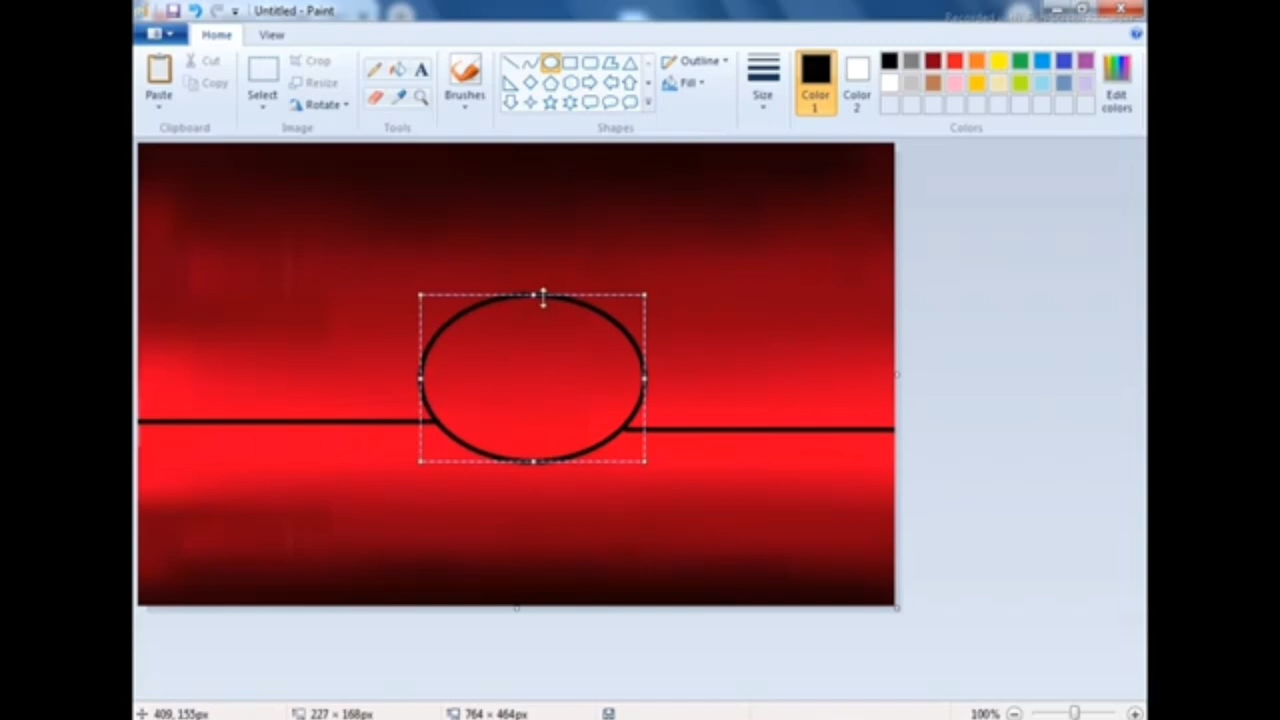 Untitled - Paint
Home View
Paste
Cut
Copy
Clipboard
Select
Crop
Resize
Rotate
Image
Tools
Brushes
Shapes
Outline
Fill
Size
Color 1
Color 2
Edit colors
Colors
409, 155px
227 × 168px
764 × 464px
100%